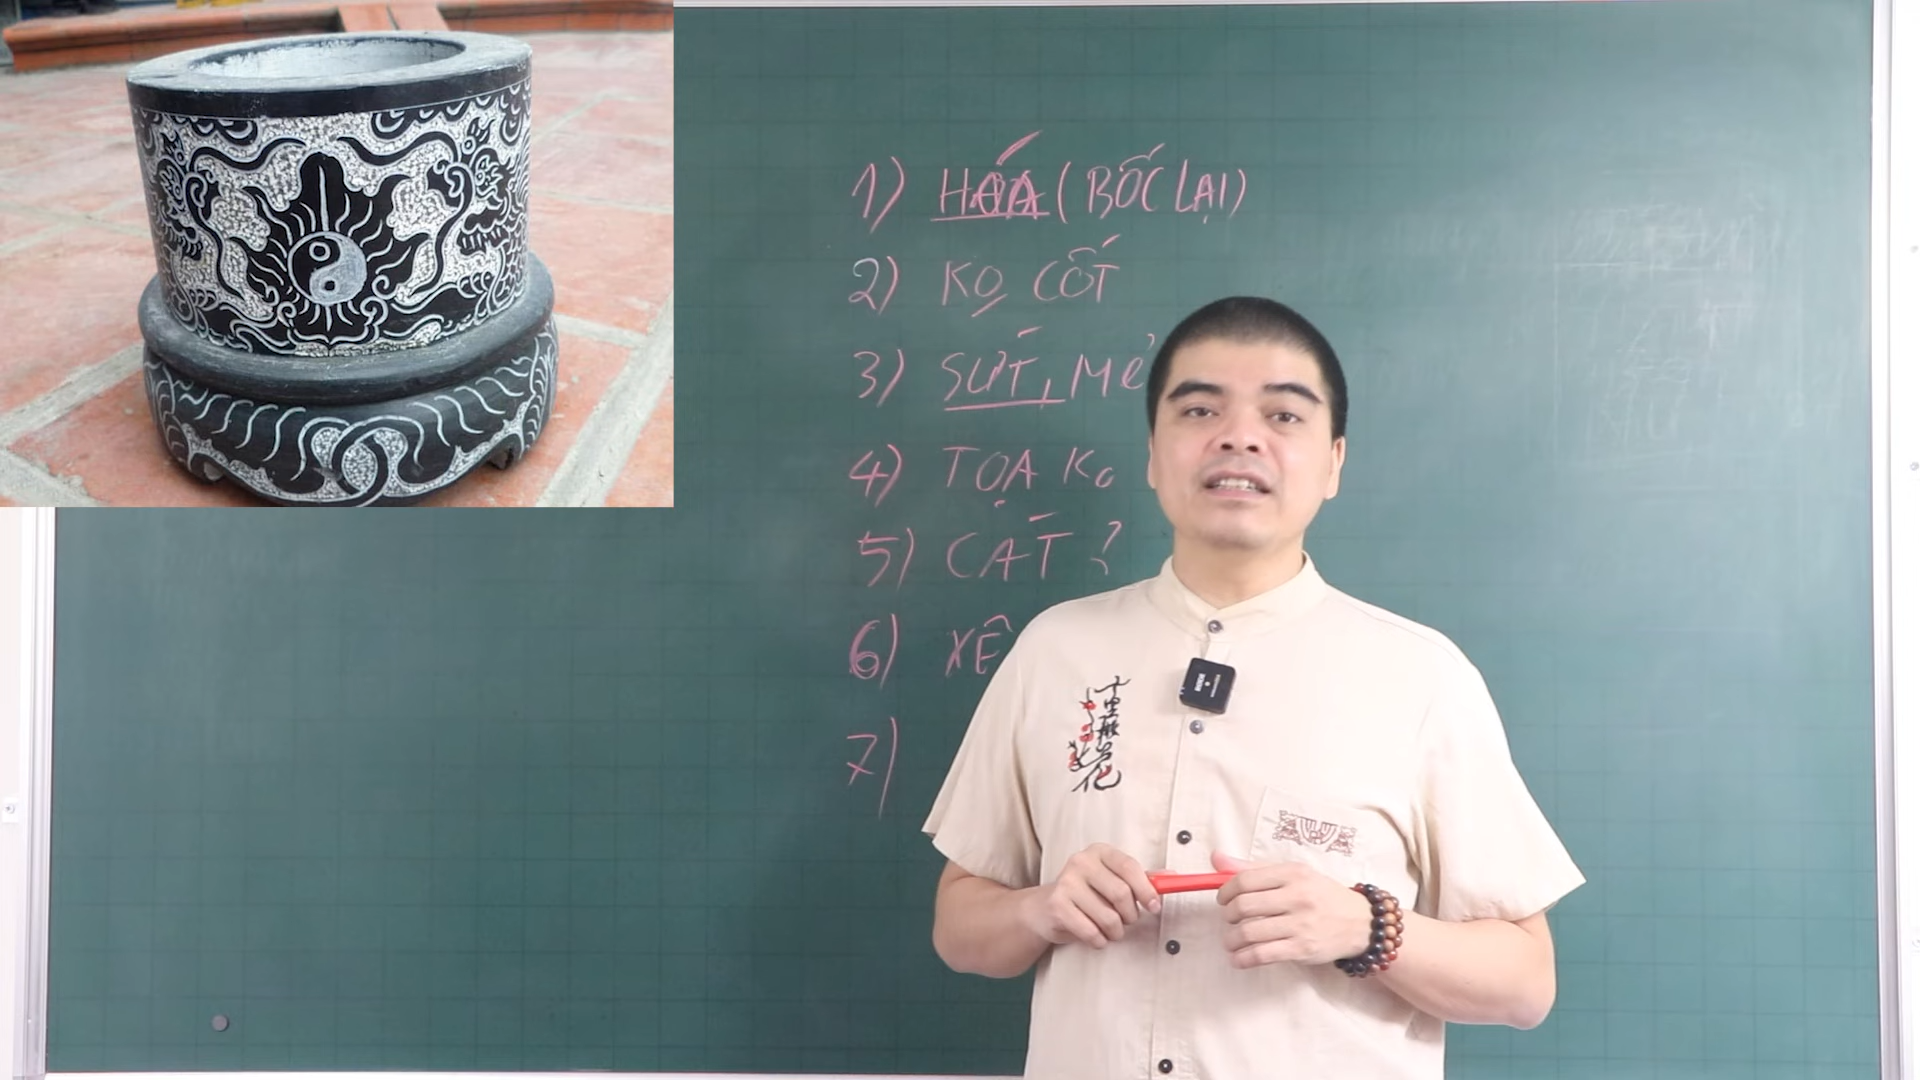 1) HÓA (BỐC LẠI)
2) KO CỐT
3) SỨT, MẺ
4) TỌA KO
5) CÁT ?
6) XÊ
7)